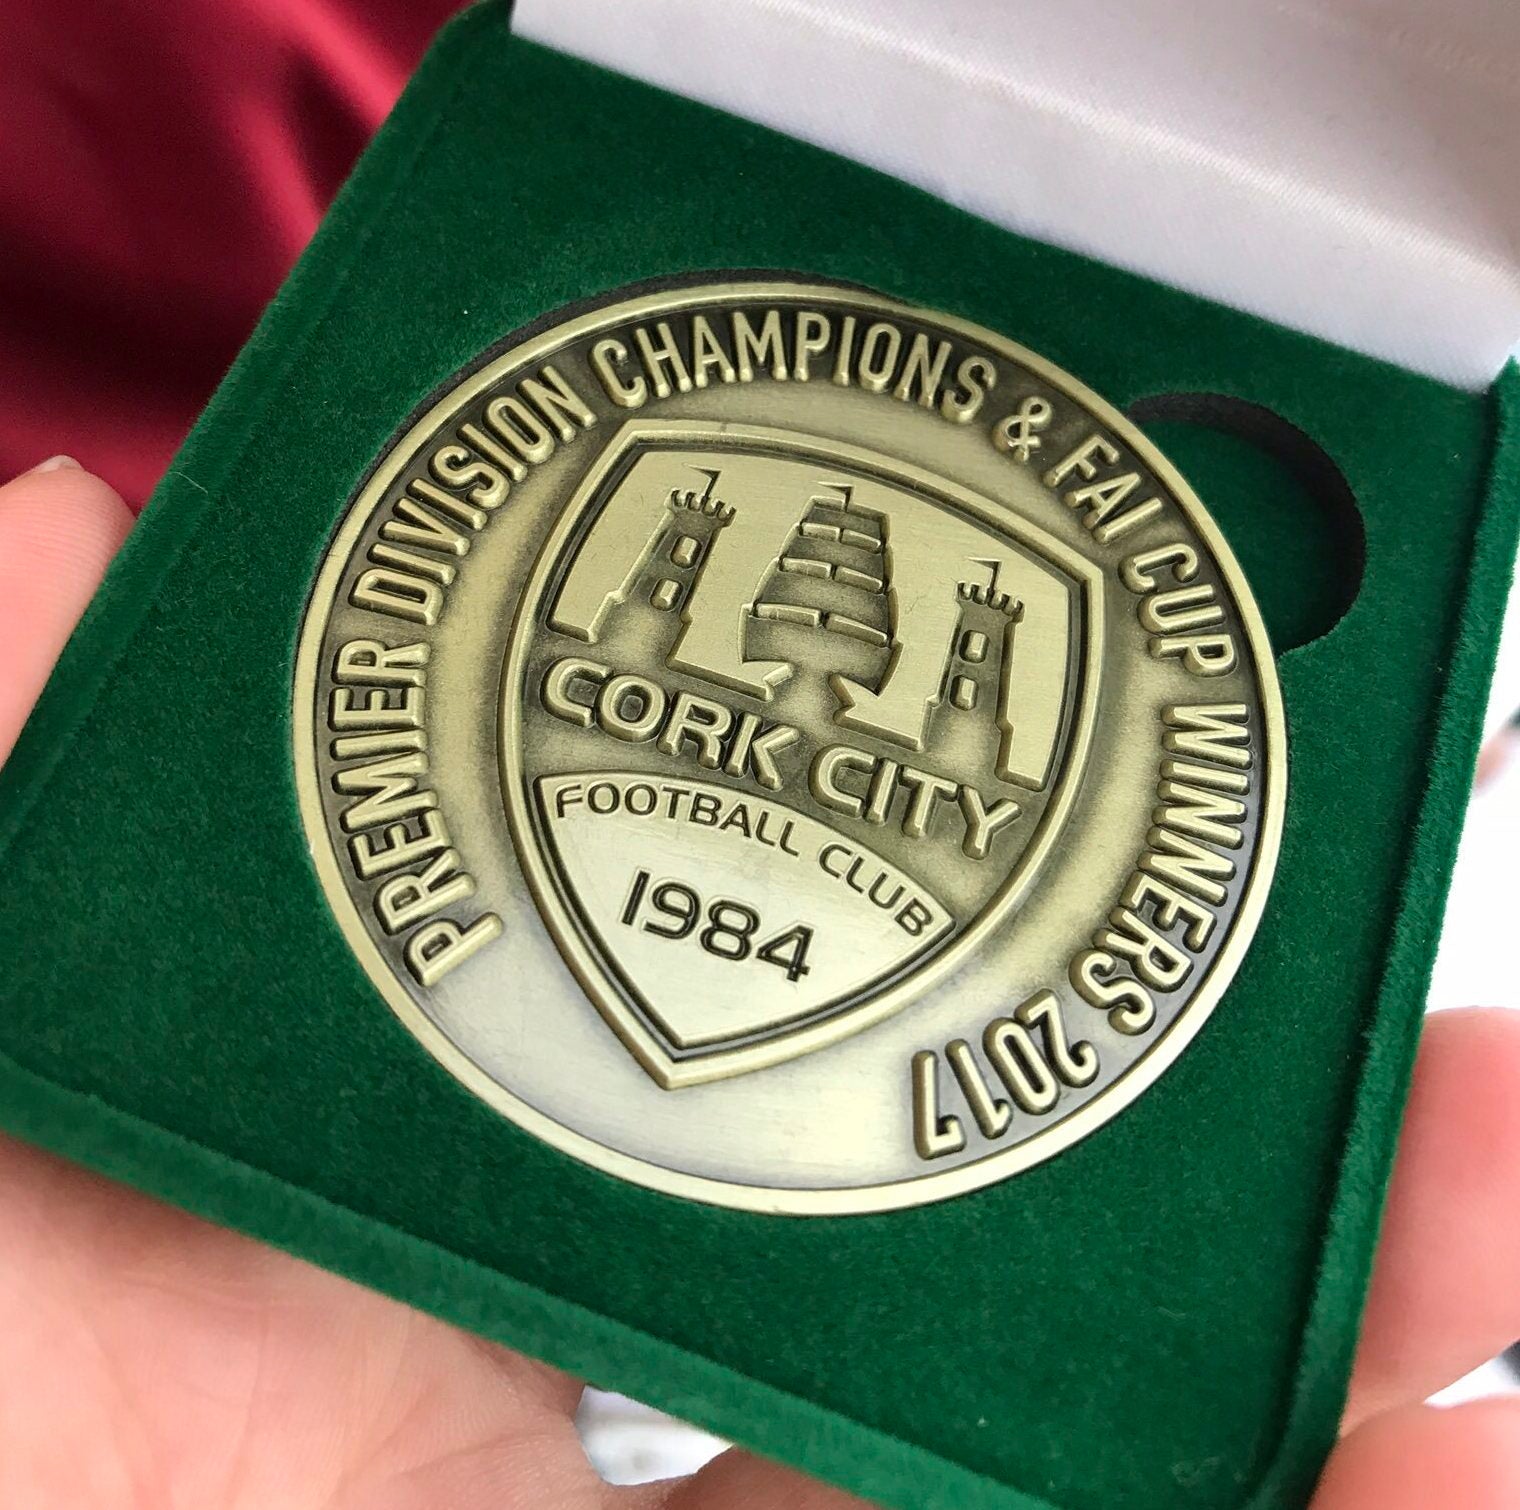 PREMIER DIVISION CHAMPIONS & FAI CUP WINNERS 2017
CORK CITY
FOOTBALL CLUB
1984